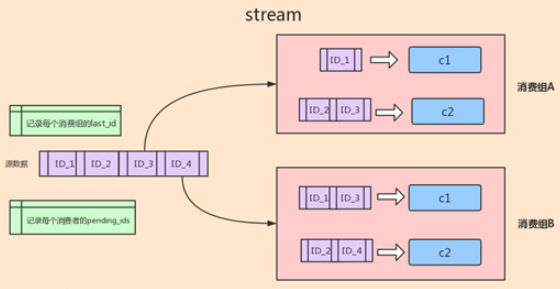 stream
ID_1
c1
消费组A
ID_2 ID_3
c2
记录每个消费组的last_id
源数据
ID_1 ID_2 ID_3 ID_4
记录每个消费者的pending_ids
ID_1 ID_3
c1
消费组B
ID_2 ID_4
c2